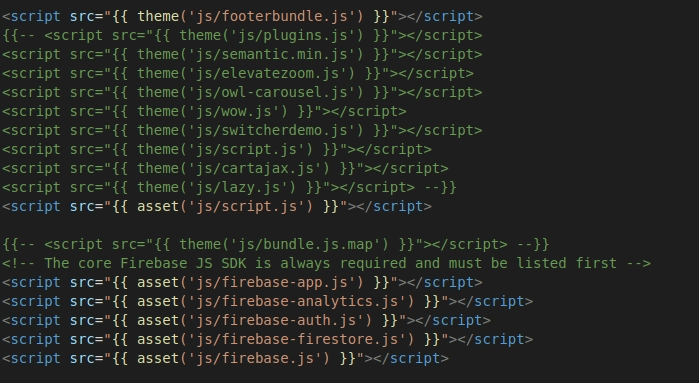 <script src="{{ theme('js/footerbundle.js') }}"></script>
{{-- <script src="{{ theme('js/plugins.js') }}"></script>
<script src="{{ theme('js/semantic.min.js') }}"></script>
<script src="{{ theme('js/elevatezoom.js') }}"></script>
<script src="{{ theme('js/owl-carousel.js') }}"></script>
<script src="{{ theme('js/wow.js') }}"></script>
<script src="{{ theme('js/switcherdemo.js') }}"></script>
<script src="{{ theme('js/script.js') }}"></script>
<script src="{{ theme('js/cartajax.js') }}"></script>
<script src="{{ theme('js/lazy.js') }}"></script> --}}
<script src="{{ asset('js/script.js') }}"></script>
{{-- <script src="{{ theme('js/bundle.js.map') }}"></script> --}}
<!-- The core Firebase JS SDK is always required and must be listed first -->
<script src="{{ asset('js/firebase-app.js') }}"></script>
<script src="{{ asset('js/firebase-analytics.js') }}"></script>
<script src="{{ asset('js/firebase-auth.js') }}"></script>
<script src="{{ asset('js/firebase-firestore.js') }}"></script>
<script src="{{ asset('js/firebase.js') }}"></script>